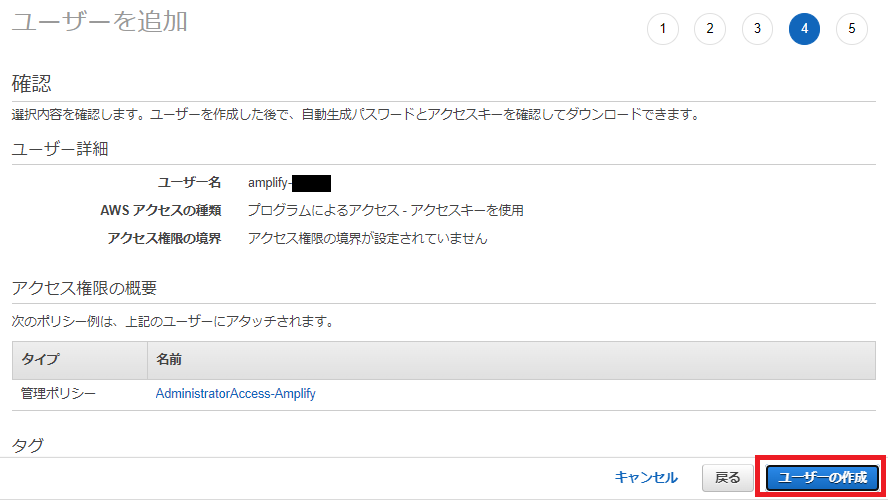 ユーザーを追加
1 2 3 4 5
確認
選択内容を確認します。ユーザーを作成した後で、自動生成パスワードとアクセスキーを確認してダウンロードできます。
ユーザー詳細
ユーザー名 amplify-
AWS アクセスの種類 プログラムによるアクセス - アクセスキーを使用
アクセス権限の境界 アクセス権限の境界が設定されていません
アクセス権限の概要
次のポリシー例は、上記のユーザーにアタッチされます。
タイプ 名前
管理ポリシー AdministratorAccess-Amplify
タグ
キャンセル 戻る ユーザーの作成